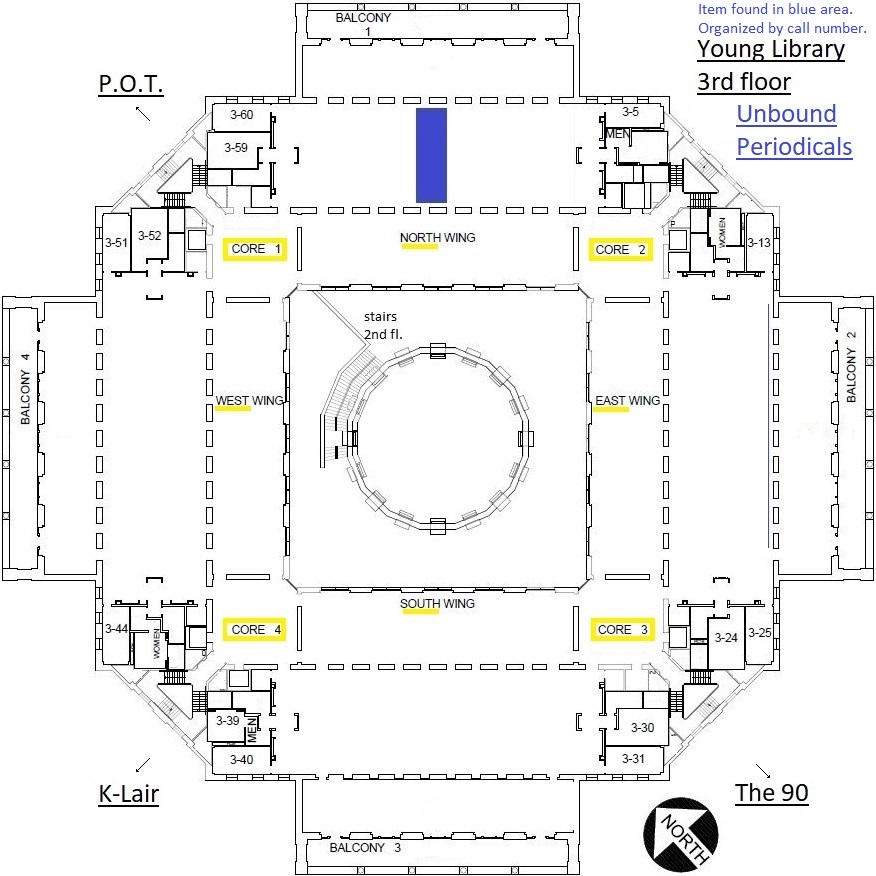 BALCONY
1
Item found in blue area.
Organized by call number.
Young Library
3rd floor
Unbound
Periodicals
P.O.T.
3-60
3-59
3-5
MEN
3-51
3-52
WOMEN
3-13
CORE 1
NORTH WING
CORE 2
stairs
2nd fl.
BALCONY 4
WEST WING
EAST WING
BALCONY 2
SOUTH WING
CORE 4
CORE 3
3-44
WOMEN
3-24
3-25
3-39
MEN
3-40
3-30
3-31
K-Lair
The 90
BALCONY 3
NORTH